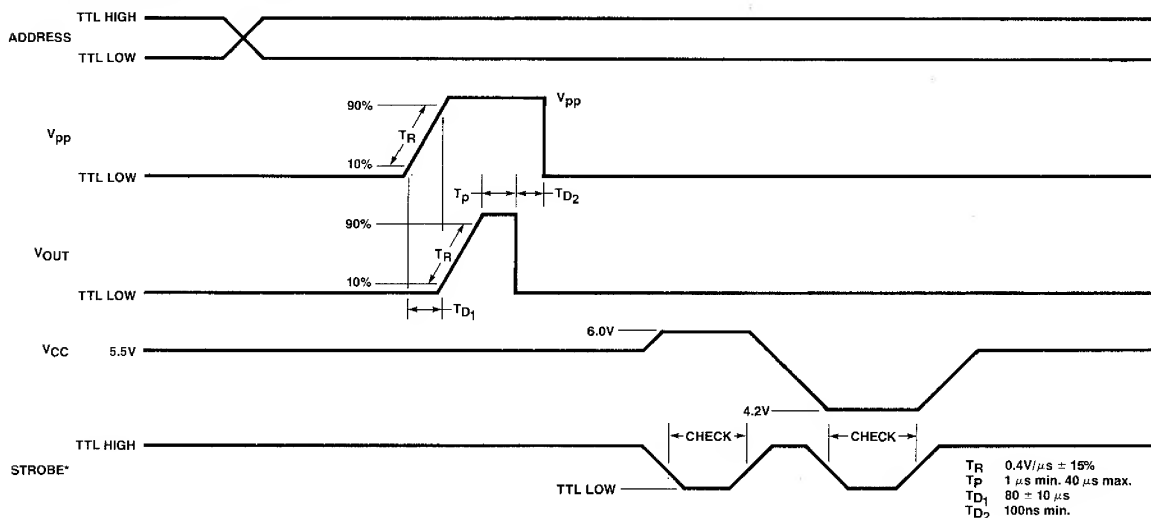 TTL HIGH
ADDRESS
TTL LOW
90%
Vpp
Vpp
TR
10%
TTL LOW
Tp
TD2
90%
VOUT
TR
10%
TTL LOW
TD1
6.0V
VCC
5.5V
4.2V
TTL HIGH
CHECK
CHECK
STROBE*
TTL LOW
TR 0.4V/μs ± 15%
TP 1 μs min. 40 μs max.
TD1 80 ± 10 μs
TD2 100ns min.